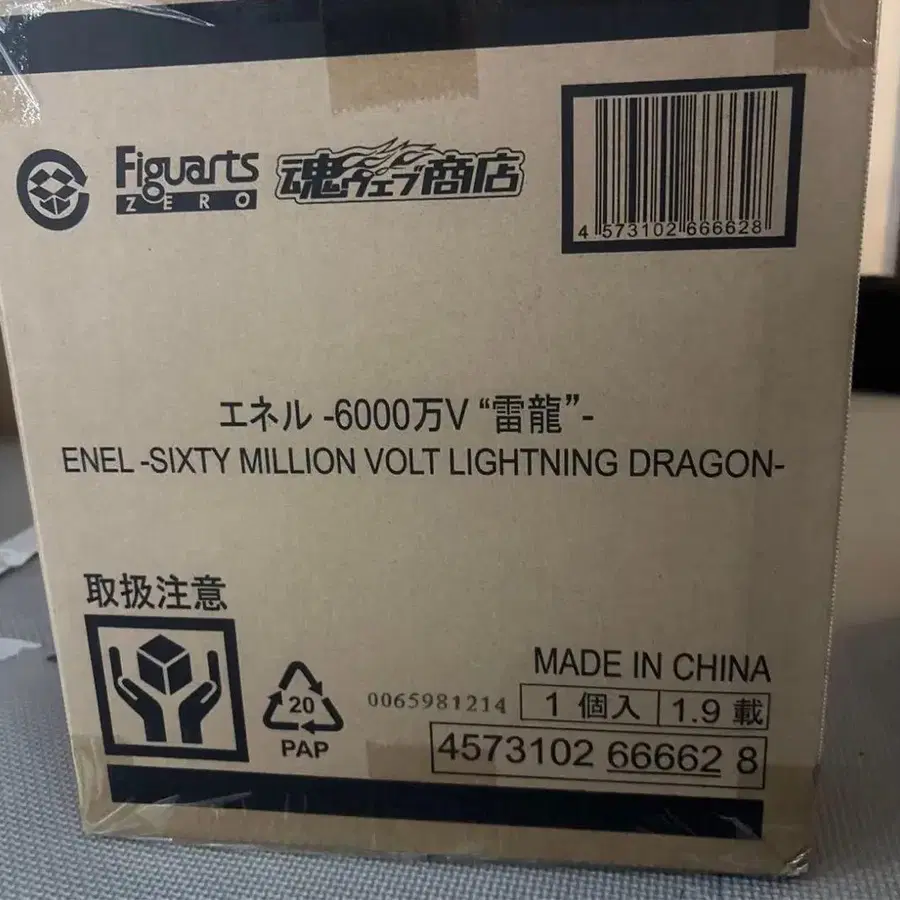 Figuarts
ZERO
魂ウェブ商店
4 573102 666628
エネル -6000万V “雷龍”-
ENEL -SIXTY MILLION VOLT LIGHTNING DRAGON-
取扱注意
20
PAP
0065981214
MADE IN CHINA
1 個入
1.9 載
4573102 66662 8